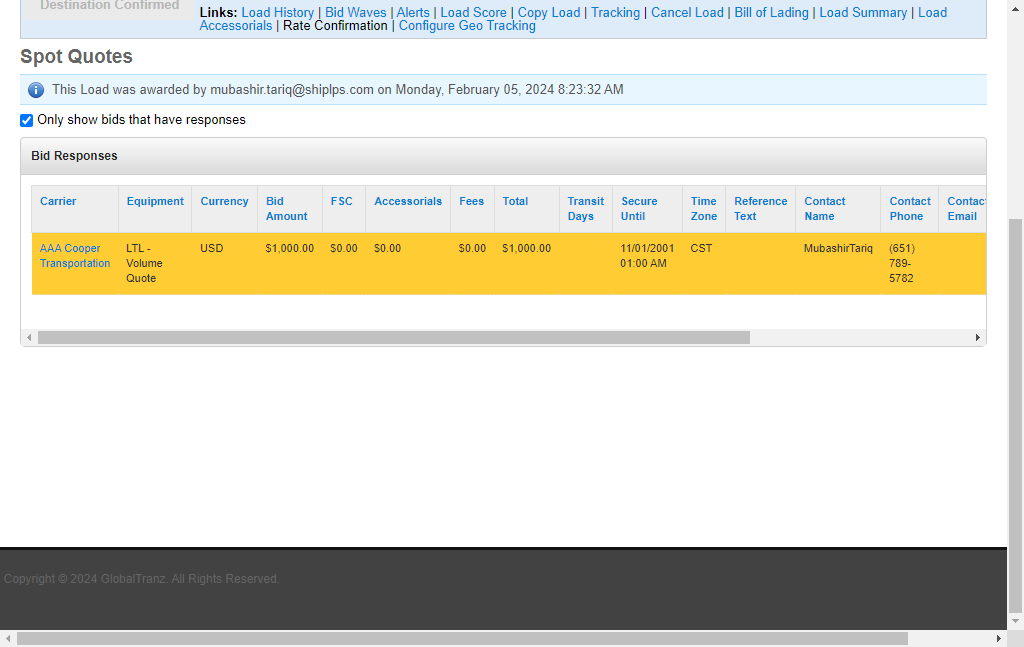 Destination Confirmed
Links: Load History | Bid Waves | Alerts | Load Score | Copy Load | Tracking | Cancel Load | Bill of Lading | Load Summary | Load
Accessorials | Rate Confirmation | Configure Geo Tracking
Spot Quotes
This Load was awarded by mubashir.tariq@shiplps.com on Monday, February 05, 2024 8:23:32 AM
Only show bids that have responses
Bid Responses
Carrier Equipment Currency Bid FSC Accessorials Fees Total Transit Secure Time Reference Contact Contact Contact
Amount Days Until Zone Text Name Phone Email
AAA Cooper LTL - USD $1,000.00 $0.00 $0.00 $0.00 $1,000.00 11/01/2001 CST MubashirTariq (651)
Transportation Volume 01:00 AM 789-
Quote 5782
Copyright © 2024 GlobalTranz. All Rights Reserved.